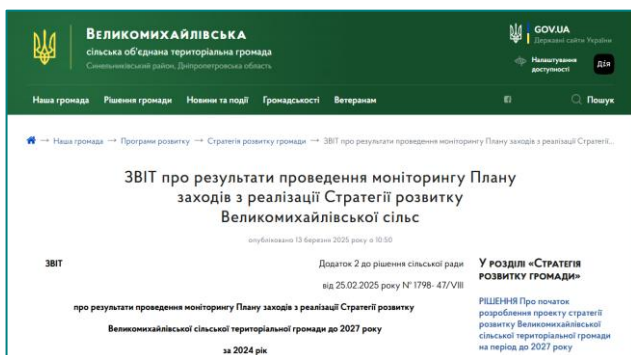 ВЕЛИКОМИХАЙЛІВСЬКА
сільська об'єднана територіальна громада
Синельниківський район, Дніпропетровська область
GOV.UA
Державні сайти України
Налаштування
доступності
Дія
Наша громада Рішення громади Новини та події Громадськості Ветеранам Пошук
→ Наша громада → Програми розвитку → Стратегія розвитку громади → ЗВІТ про результати проведення моніторингу Плану заходів з реалізації Стратегії...
ЗВІТ про результати проведення моніторингу Плану
заходів з реалізації Стратегії розвитку
Великомихайлівської сільс
опубліковано 13 березня 2025 року о 10:50
ЗВІТ Додаток 2 до рішення сільської ради
від 25.02.2025 року № 1798- 47/VІІІ
про результати проведення моніторингу Плану заходів з реалізації Стратегії розвитку
Великомихайлівської сільської територіальної громади до 2027 року
за 2024 рік
У РОЗДІЛІ «СТРАТЕГІЯ
РОЗВИТКУ ГРОМАДИ»
РІШЕННЯ Про початок
розроблення проекту стратегії
розвитку Великомихайлівської
сільської територіальної громади
на період до 2027 року